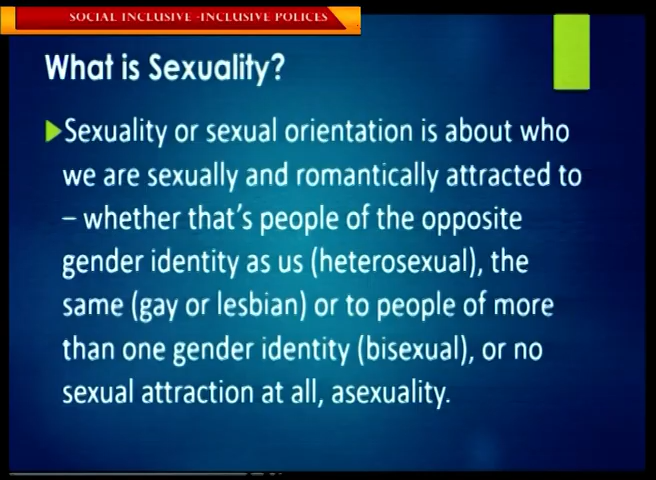 SOCIAL INCLUSIVE -INCLUSIVE POLICES
What is Sexuality?
Sexuality or sexual orientation is about who
we are sexually and romantically attracted to
– whether that's people of the opposite
gender identity as us (heterosexual), the
same (gay or lesbian) or to people of more
than one gender identity (bisexual), or no
sexual attraction at all, asexuality.